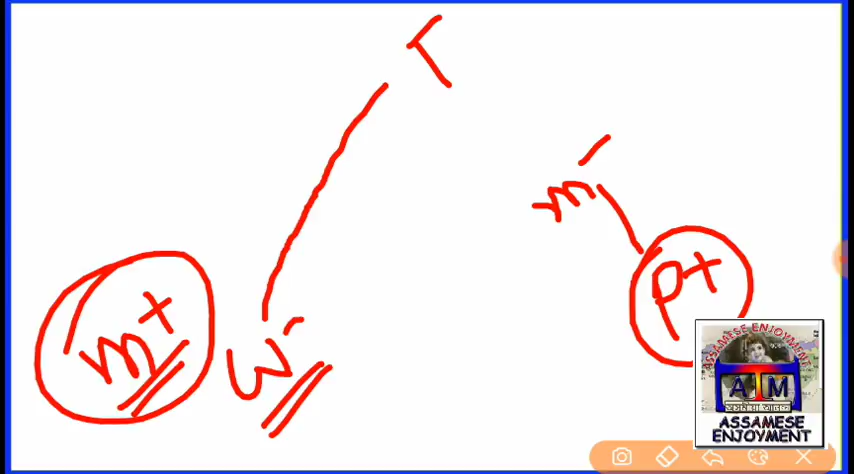 T
m-
P+
m+
W-
ASSAMESE ENJOYMENT
ATM
ASSAMESE
ENJOYMENT